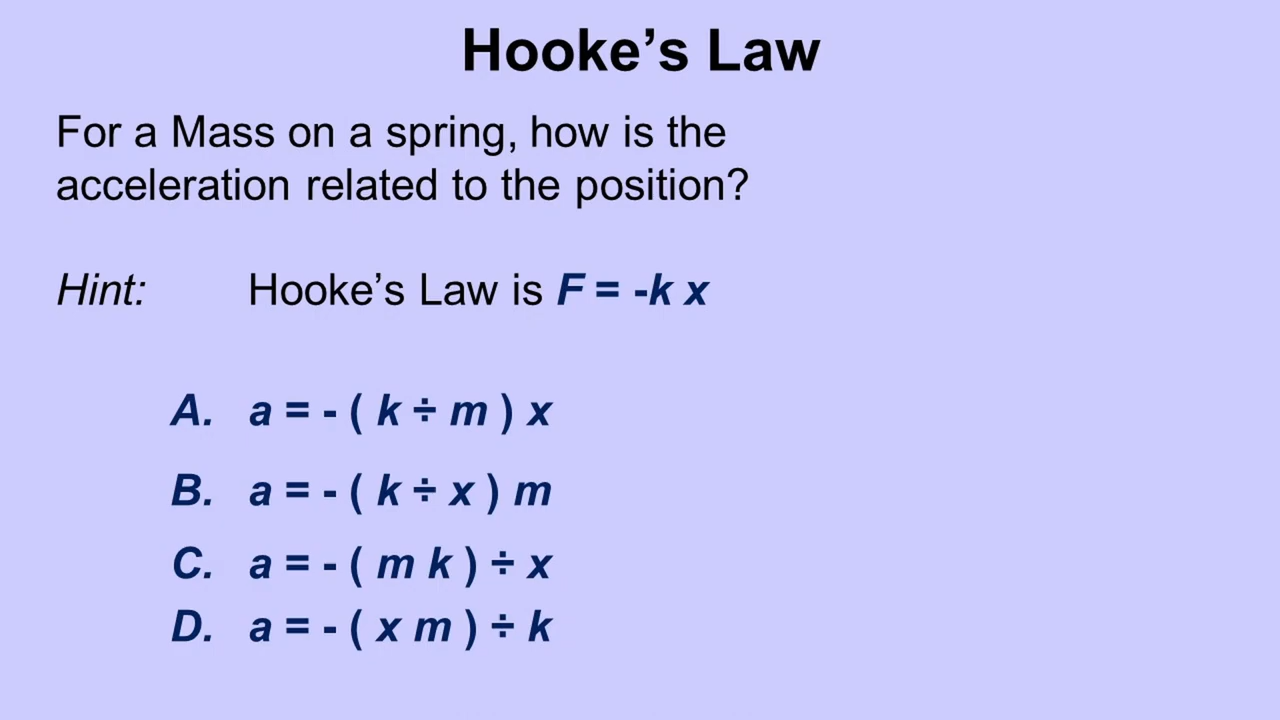 Hooke’s Law
For a Mass on a spring, how is the
acceleration related to the position?
Hint: Hooke’s Law is F = -k x
A. a = - ( k ÷ m ) x
B. a = - ( k ÷ x ) m
C. a = - ( m k ) ÷ x
D. a = - ( x m ) ÷ k